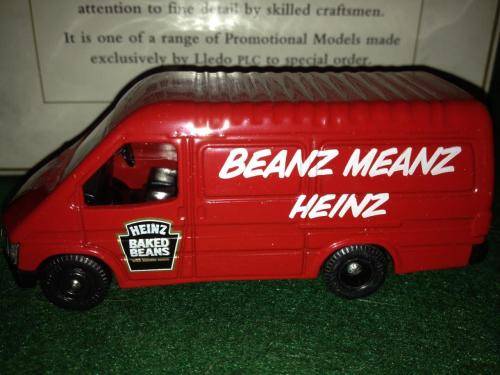 attention to fine detail by skilled craftsmen.
It is one of a range of Promotional Models made
exclusively by Lledo PLC to special order.
BEANZ MEANZ
HEINZ
HEINZ
BAKED
BEANS